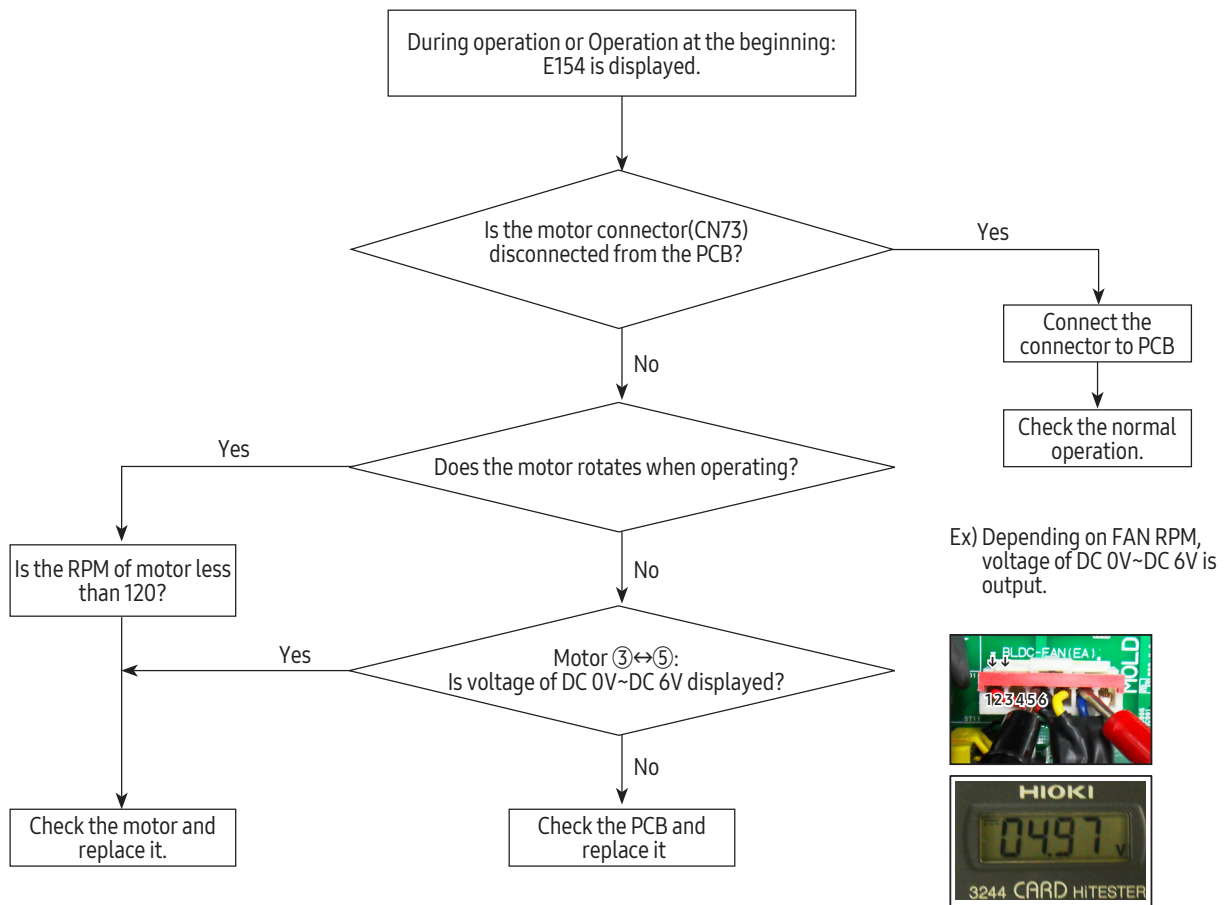 During operation or Operation at the beginning:
E154 is displayed.
Is the motor connector(CN73)
disconnected from the PCB?
Yes
Connect the
connector to PCB
No
Check the normal
operation.
Yes
Does the motor rotates when operating?
Ex) Depending on FAN RPM,
voltage of DC 0V~DC 6V is
output.
Is the RPM of motor less
than 120?
No
Yes
Motor ③↔⑤:
Is voltage of DC 0V~DC 6V displayed?
BLDC-FAN(EA)
MOLD
123456
No
Check the motor and
replace it.
Check the PCB and
replace it
HIOKI
04.97 V
3244 CARD HiTESTER